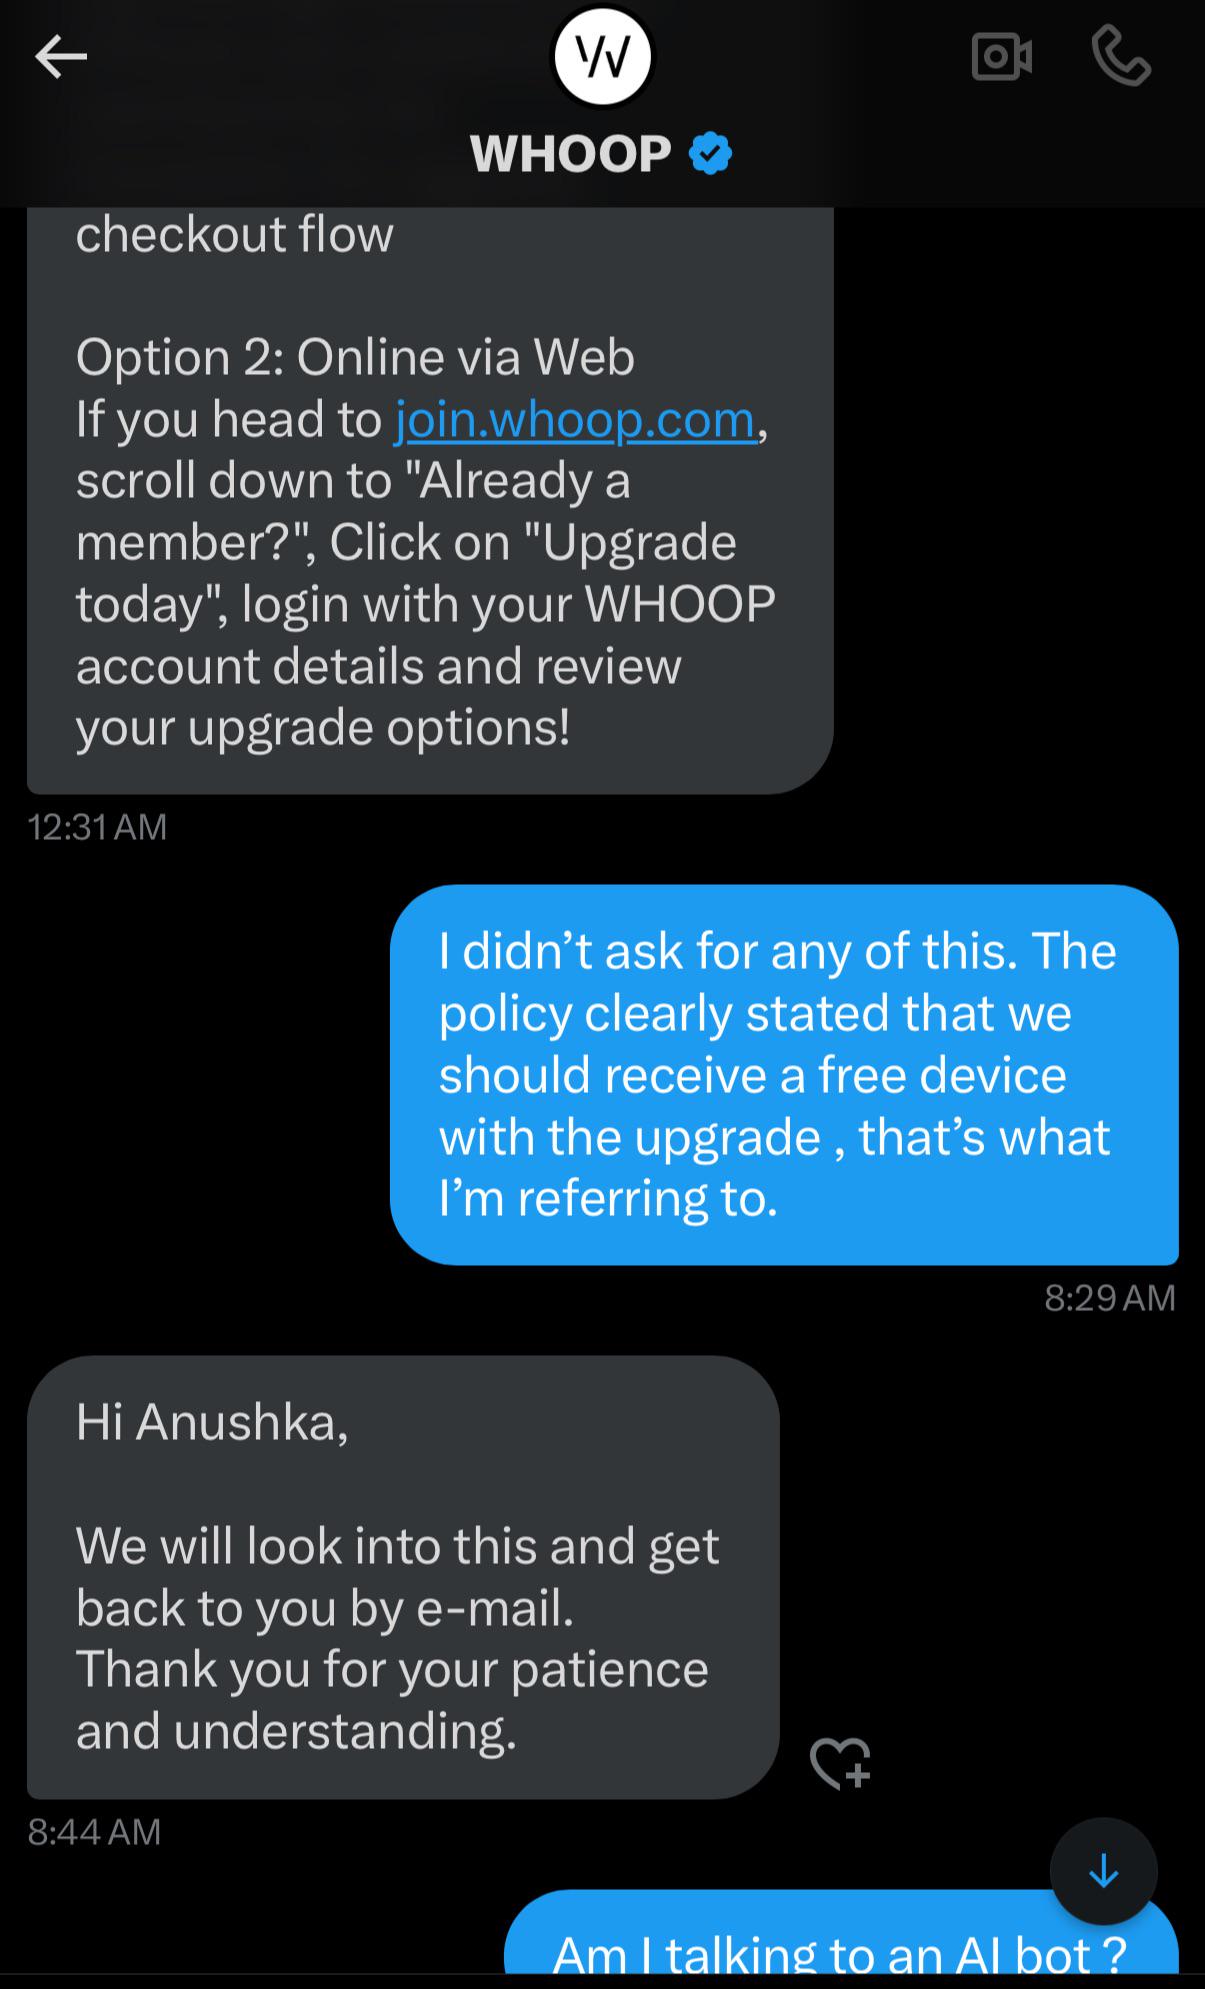 WHOOP
checkout flow
Option 2: Online via Web
If you head to join.whoop.com,
scroll down to "Already a
member?", Click on "Upgrade
today", login with your WHOOP
account details and review
your upgrade options!
12:31 AM
I didn’t ask for any of this. The
policy clearly stated that we
should receive a free device
with the upgrade , that’s what
I’m referring to.
8:29 AM
Hi Anushka,
We will look into this and get
back to you by e-mail.
Thank you for your patience
and understanding.
8:44 AM
Am I talking to an AI bot ?